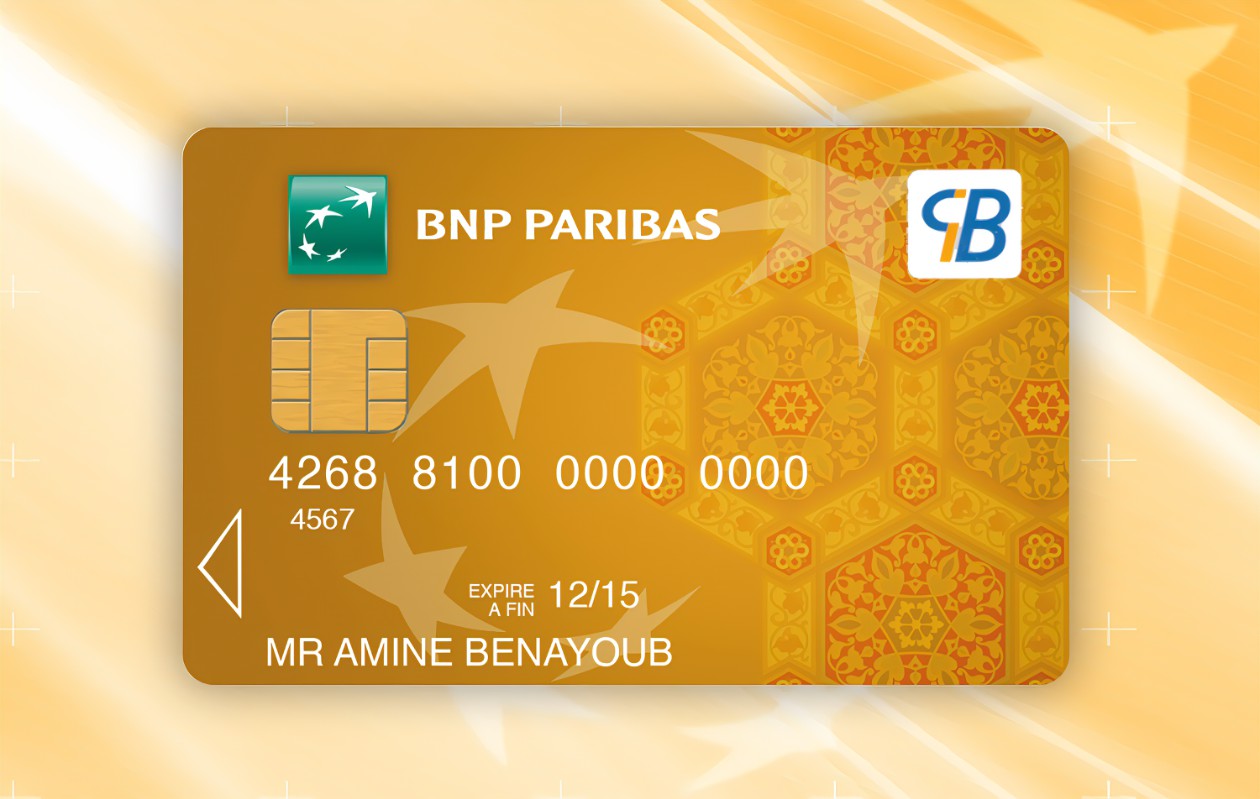 BNP PARIBAS
CIB
4268 8100 0000 0000
4567
EXPIRE
A FIN 12/15
MR AMINE BENAYOUB